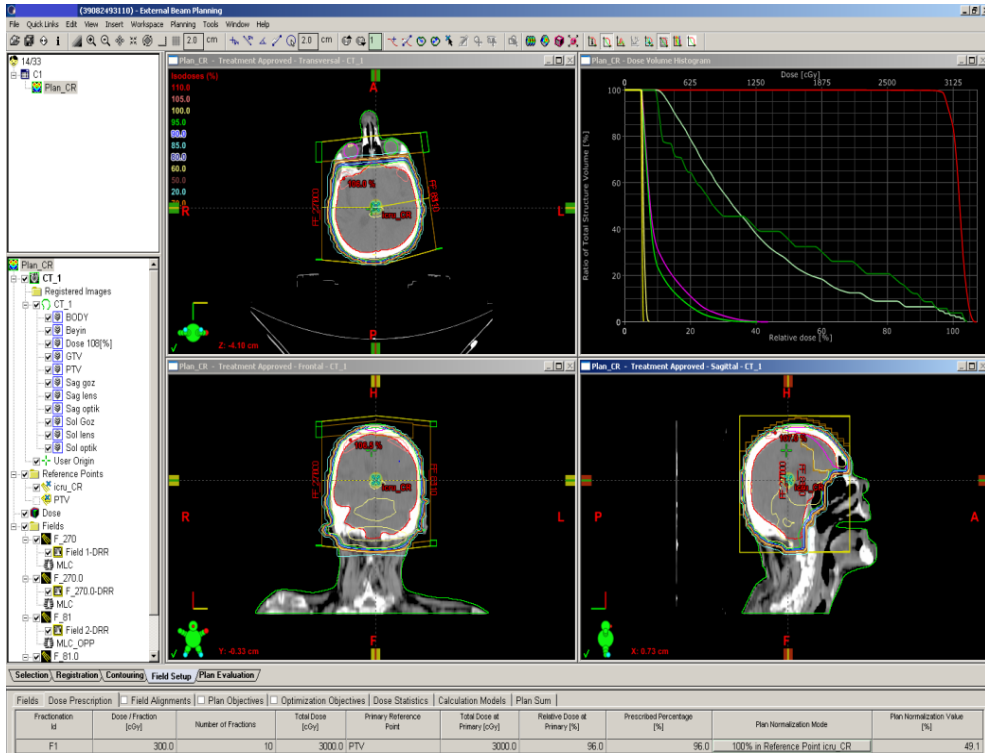 (39082493110) - External Beam Planning
File Quick Links Edit View Insert Workspace Planning Tools Window Help
2.0 cm
2.0 cm
1
14/33
C1
Plan_CR
Plan_CR - Treatment Approved - Transversal - CT_1
Isodoses (%)
110.0
105.0
100.0
95.0
90.0
85.0
80.0
60.0
50.0
20.0
A
R
L
P
icru_CR
Z: -4.10 cm
Plan_CR - Dose Volume Histogram
Dose [cGy]
0 625 1250 1875 2500 3125
Ratio of Total Structure Volume [%]
100
80
60
40
20
0
0 20 40 60 80 100
Relative dose [%]
Plan_CR
CT_1
Registered Images
CT_1
BODY
Beyin
Dose 108[%]
GTV
PTV
Sag goz
Sag lens
Sag optik
Sol Goz
Sol lens
Sol optik
User Origin
Reference Points
icru_CR
PTV
Dose
Fields
F_270
Field 1-DRR
MLC
F_270.0
F_270.0-DRR
MLC
F_81
Field 2-DRR
MLC_OPP
F_81.0
Plan_CR - Treatment Approved - Frontal - CT_1
H
R
L
F
icru_CR
Y: -0.33 cm
Plan_CR - Treatment Approved - Sagittal - CT_1
H
P
A
F
X: 0.73 cm
Selection Registration Contouring Field Setup Plan Evaluation
Fields Dose Prescription Field Alignments Plan Objectives Optimization Objectives Dose Statistics Calculation Models Plan Sum
Fractionation Id Dose / Fraction [cGy] Number of Fractions Total Dose [cGy] Primary Reference Point Total Dose at Primary [cGy] Relative Dose at Primary [%] Prescribed Percentage [%] Plan Normalization Mode Plan Normalization Value [%]
F1 300.0 10 3000.0 PTV 3000.0 96.0 96.0 100% in Reference Point icru_CR 49.1